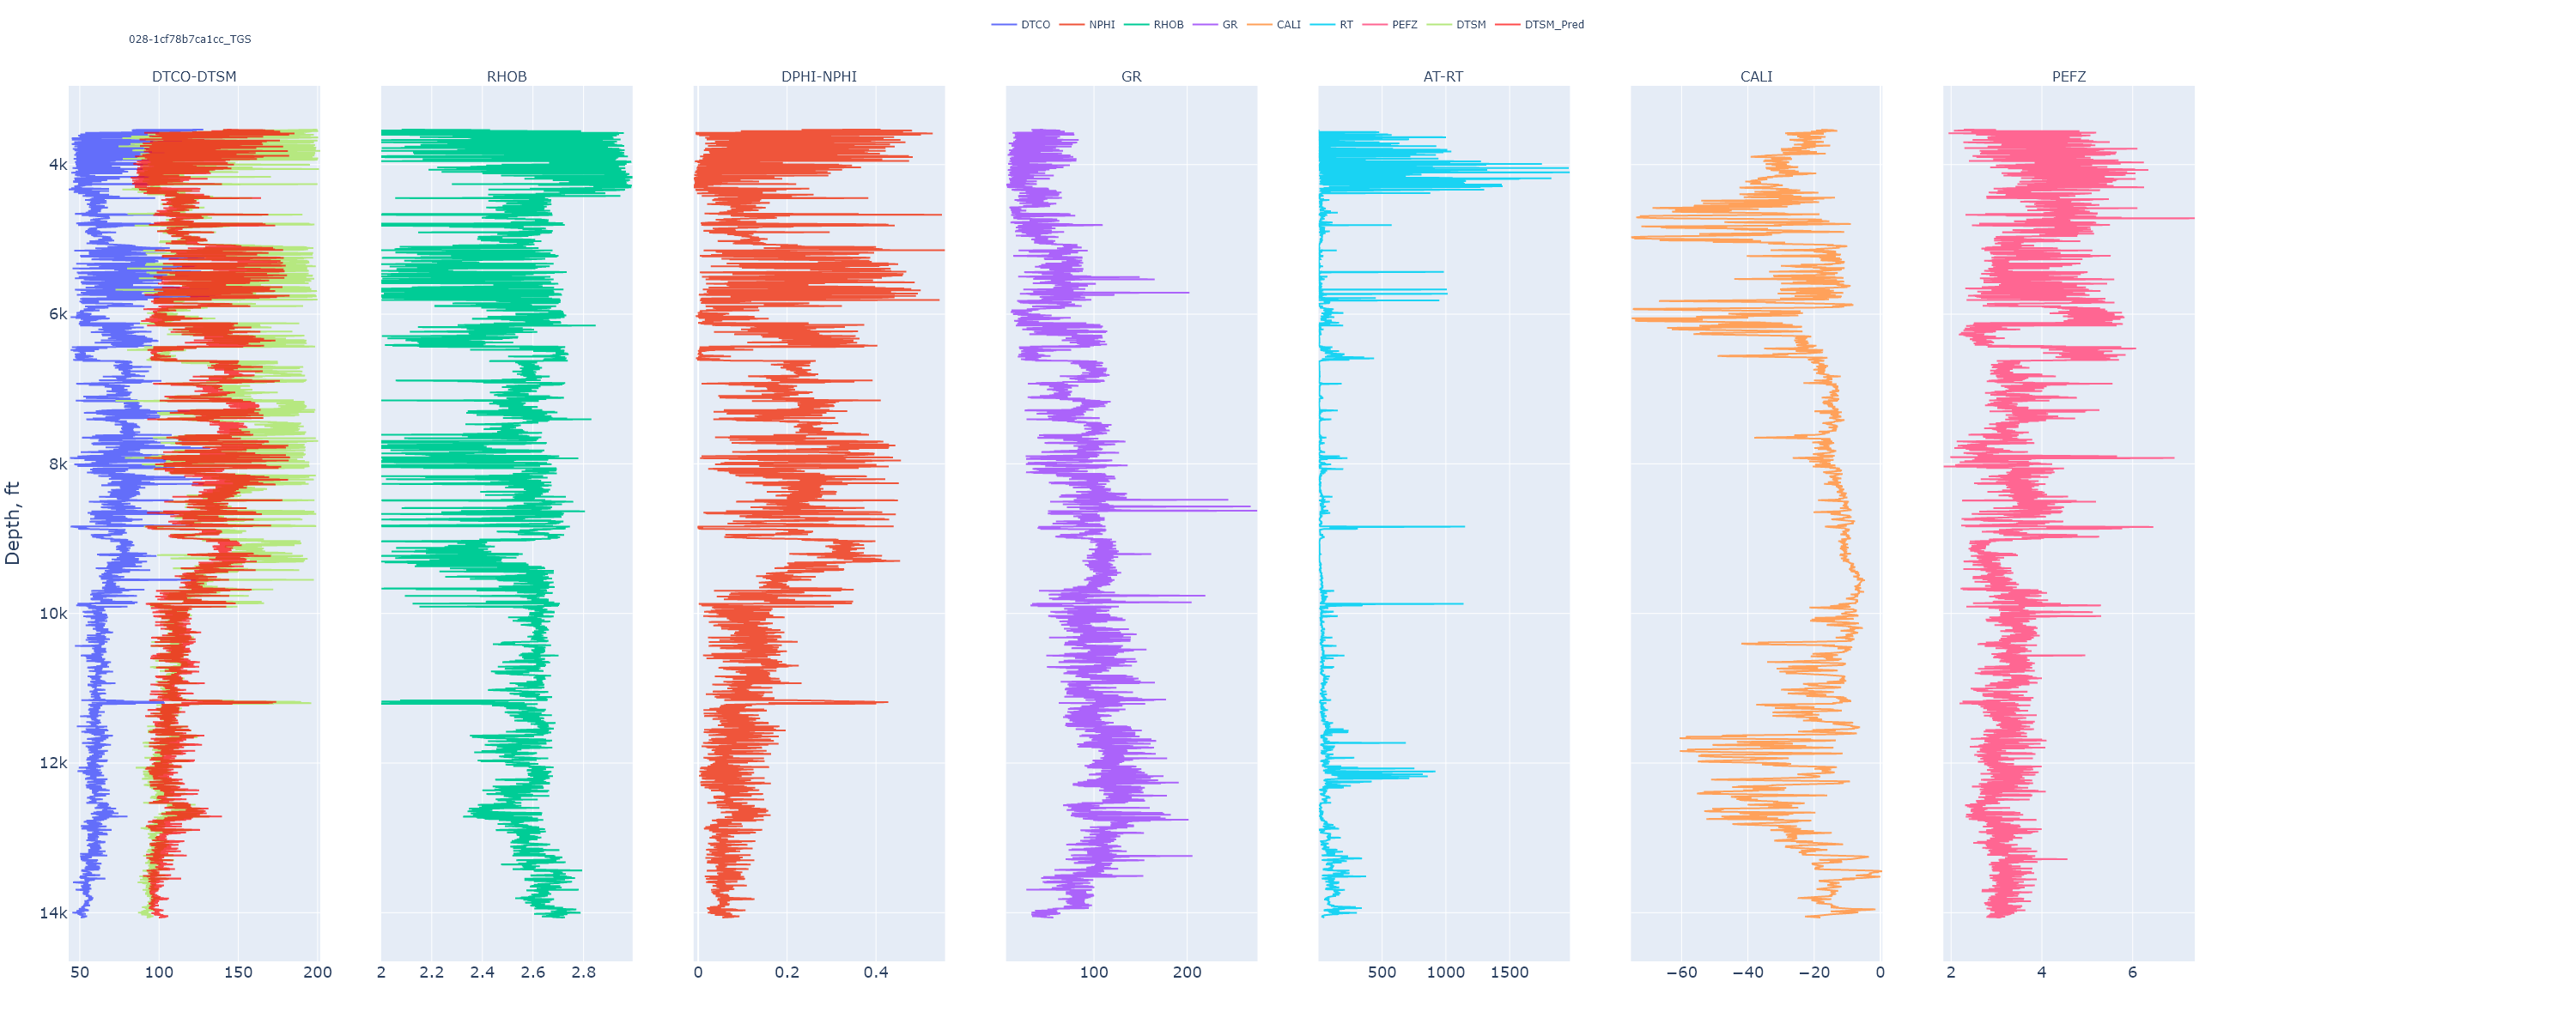 DTCO NPHI RHOB GR CALI RT PEFZ DTSM DTSM_Pred
028-1cf78b7ca1cc_TGS
DTCO-DTSM RHOB DPHI-NPHI GR AT-RT CALI PEFZ
4k
6k
8k
10k
12k
14k
Depth, ft
50 100 150 200 2 2.2 2.4 2.6 2.8 0 0.2 0.4 100 200 500 1000 1500 −60 −40 −20 0 2 4 6